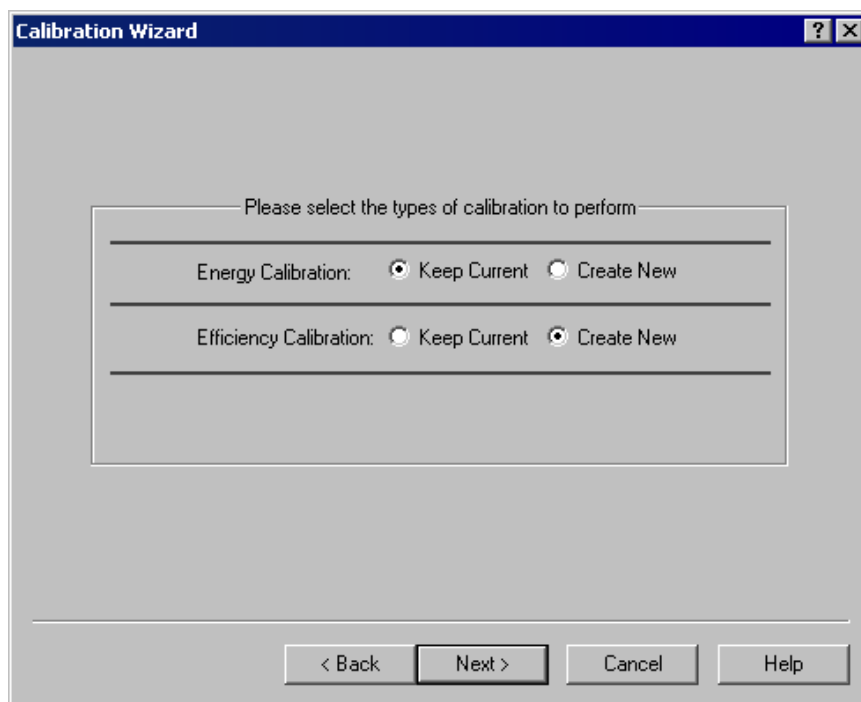 Calibration Wizard
Please select the types of calibration to perform
Energy Calibration: Keep Current Create New
Efficiency Calibration: Keep Current Create New
< Back Next > Cancel Help